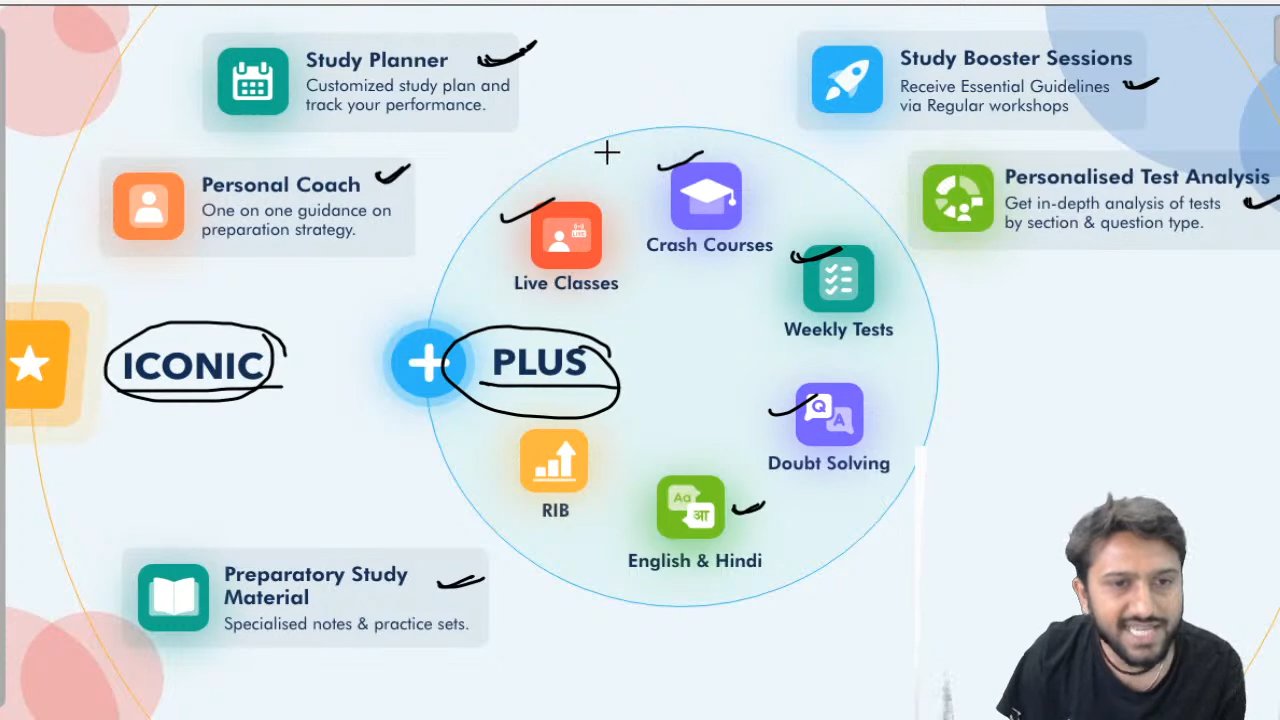 Study Planner
Customized study plan and
track your performance.
Study Booster Sessions
Receive Essential Guidelines
via Regular workshops
Personal Coach
One on one guidance on
preparation strategy.
Personalised Test Analysis
Get in-depth analysis of tests
by section & question type.
LIVE
Live Classes
Crash Courses
Weekly Tests
ICONIC
PLUS
Q
A
Doubt Solving
RIB
Aa
आ
English & Hindi
Preparatory Study
Material
Specialised notes & practice sets.